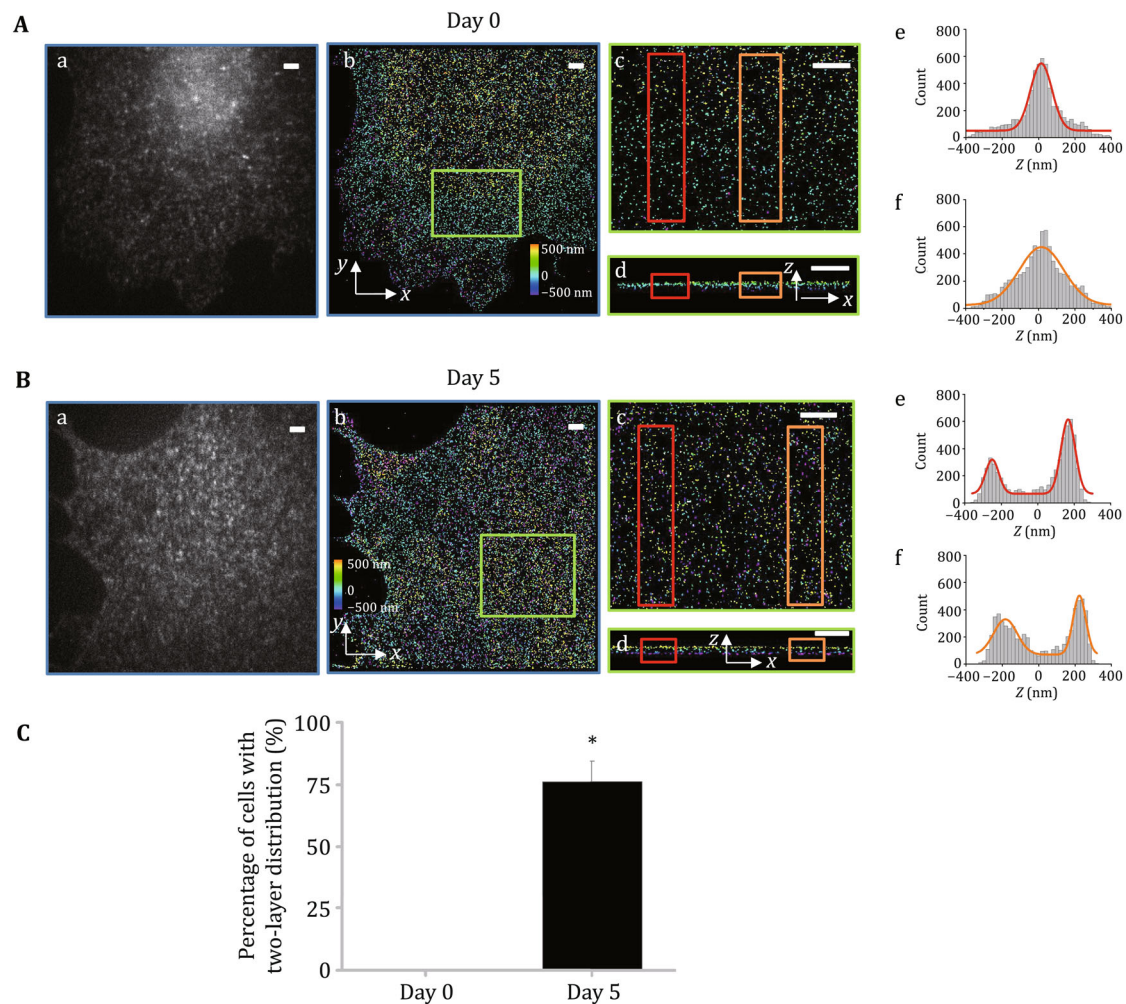 A
Day 0
a
b
500 nm
0
−500 nm
y
x
c
d
z
x
e
800
600
400
200
0
Count
−400 −200 0 200 400
Z (nm)
f
800
600
400
200
0
Count
−400 −200 0 200 400
Z (nm)
B
Day 5
a
b
500 nm
0
−500 nm
y
x
c
d
z
x
e
800
600
400
200
0
Count
−400 −200 0 200 400
Z (nm)
f
800
600
400
200
0
Count
−400 −200 0 200 400
Z (nm)
C
Percentage of cells with
two-layer distribution (%)
100
75
50
25
0
*
Day 0 Day 5